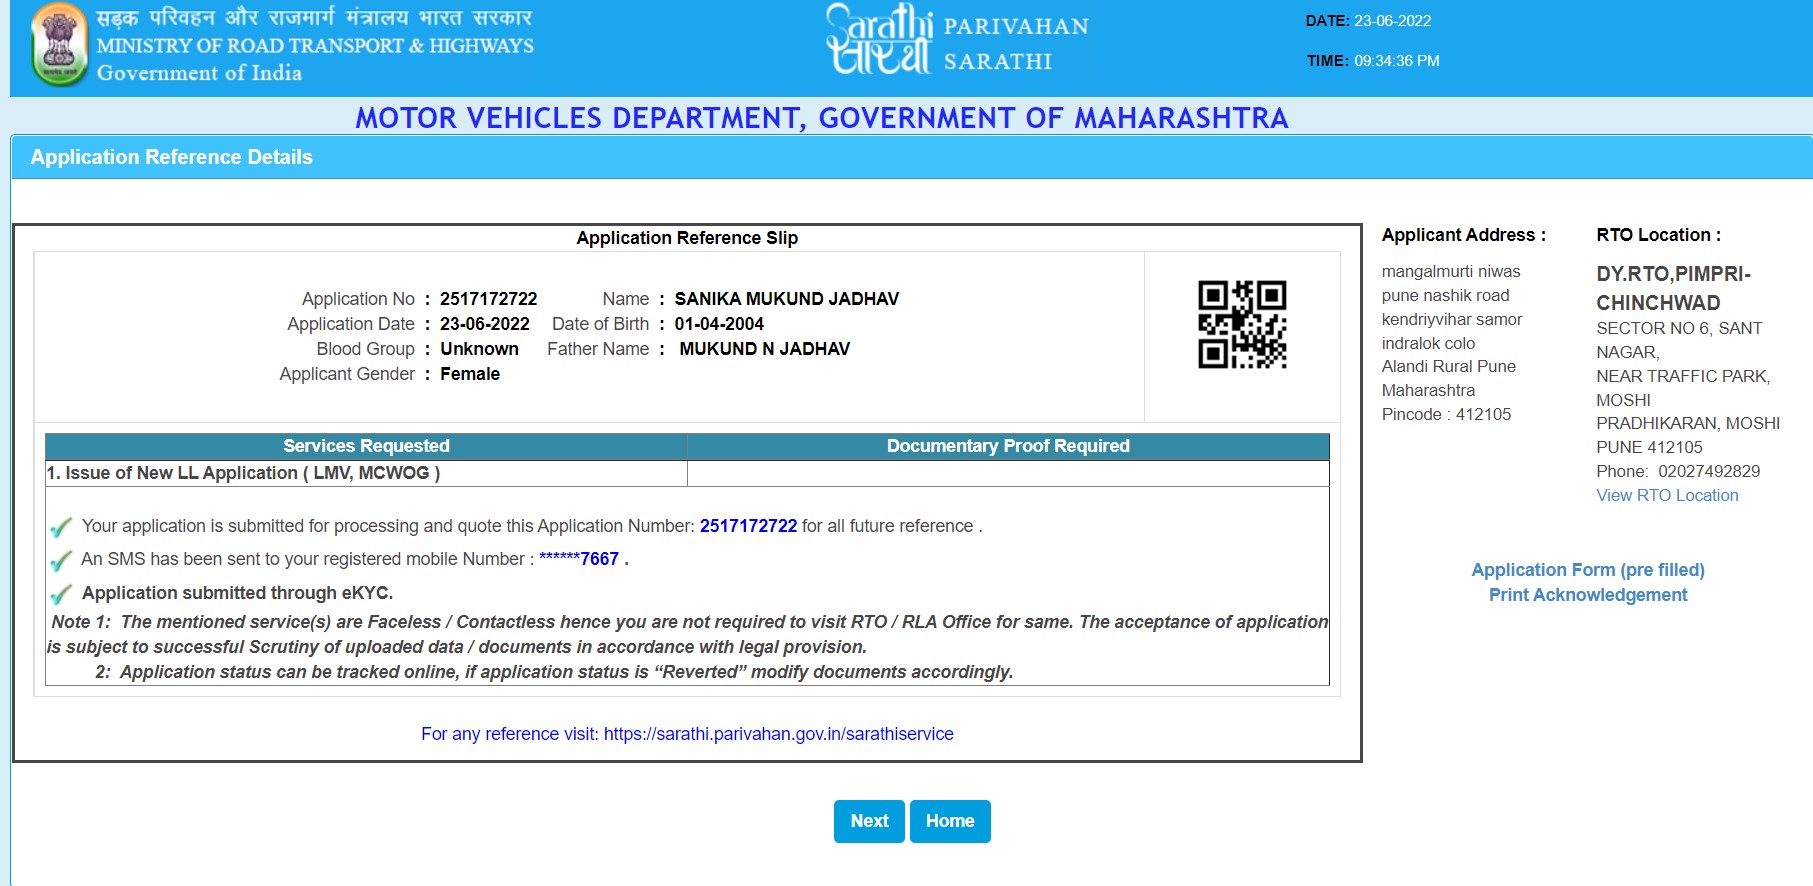 सड़क परिवहन और राजमार्ग मंत्रालय भारत सरकार
MINISTRY OF ROAD TRANSPORT & HIGHWAYS
Government of India
Sarathi
सारथी
PARIVAHAN
SARATHI
DATE: 23-06-2022
TIME: 09:34:36 PM
MOTOR VEHICLES DEPARTMENT, GOVERNMENT OF MAHARASHTRA
Application Reference Details
Application Reference Slip
Application No : 2517172722 Name : SANIKA MUKUND JADHAV
Application Date : 23-06-2022 Date of Birth : 01-04-2004
Blood Group : Unknown Father Name : MUKUND N JADHAV
Applicant Gender : Female
Services Requested Documentary Proof Required
1. Issue of New LL Application ( LMV, MCWOG )
Your application is submitted for processing and quote this Application Number: 2517172722 for all future reference .
An SMS has been sent to your registered mobile Number : ******7667 .
Application submitted through eKYC.
Note 1: The mentioned service(s) are Faceless / Contactless hence you are not required to visit RTO / RLA Office for same. The acceptance of application
is subject to successful Scrutiny of uploaded data / documents in accordance with legal provision.
2: Application status can be tracked online, if application status is “Reverted” modify documents accordingly.
For any reference visit: https://sarathi.parivahan.gov.in/sarathiservice
Applicant Address :
mangalmurti niwas
pune nashik road
kendriyvihar samor
indralok colo
Alandi Rural Pune
Maharashtra
Pincode : 412105
RTO Location :
DY.RTO,PIMPRI-
CHINCHWAD
SECTOR NO 6, SANT
NAGAR,
NEAR TRAFFIC PARK,
MOSHI
PRADHIKARAN, MOSHI
PUNE 412105
Phone: 02027492829
View RTO Location
Application Form (pre filled)
Print Acknowledgement
Next Home